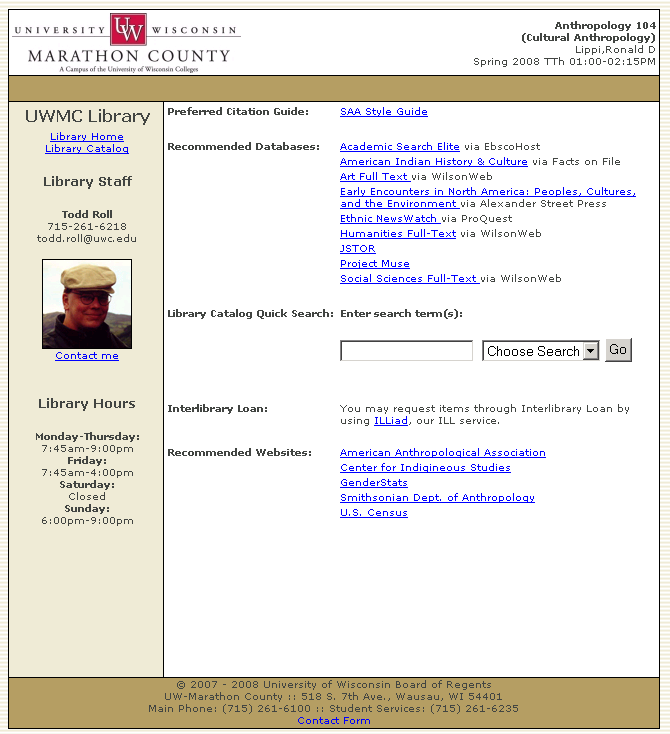 UNIVERSITY UW WISCONSIN
MARATHON COUNTY
A Campus of the University of Wisconsin Colleges
Anthropology 104
(Cultural Anthropology)
Lippi,Ronald D
Spring 2008 TTh 01:00-02:15PM
UWMC Library
Library Home
Library Catalog
Library Staff
Todd Roll
715-261-6218
todd.roll@uwc.edu
Contact me
Library Hours
Monday-Thursday:
7:45am-9:00pm
Friday:
7:45am-4:00pm
Saturday:
Closed
Sunday:
6:00pm-9:00pm
Preferred Citation Guide: SAA Style Guide
Recommended Databases: Academic Search Elite via EbscoHost
American Indian History & Culture via Facts on File
Art Full Text via WilsonWeb
Early Encounters in North America: Peoples, Cultures,
and the Environment via Alexander Street Press
Ethnic NewsWatch via ProQuest
Humanities Full-Text via WilsonWeb
JSTOR
Project Muse
Social Sciences Full-Text via WilsonWeb
Library Catalog Quick Search: Enter search term(s):
Choose Search Go
Interlibrary Loan: You may request items through Interlibrary Loan by
using ILLiad, our ILL service.
Recommended Websites: American Anthropological Association
Center for Indigineous Studies
GenderStats
Smithsonian Dept. of Anthropology
U.S. Census
© 2007 - 2008 University of Wisconsin Board of Regents
UW-Marathon County :: 518 S. 7th Ave., Wausau, WI 54401
Main Phone: (715) 261-6100 :: Student Services: (715) 261-6235
Contact Form